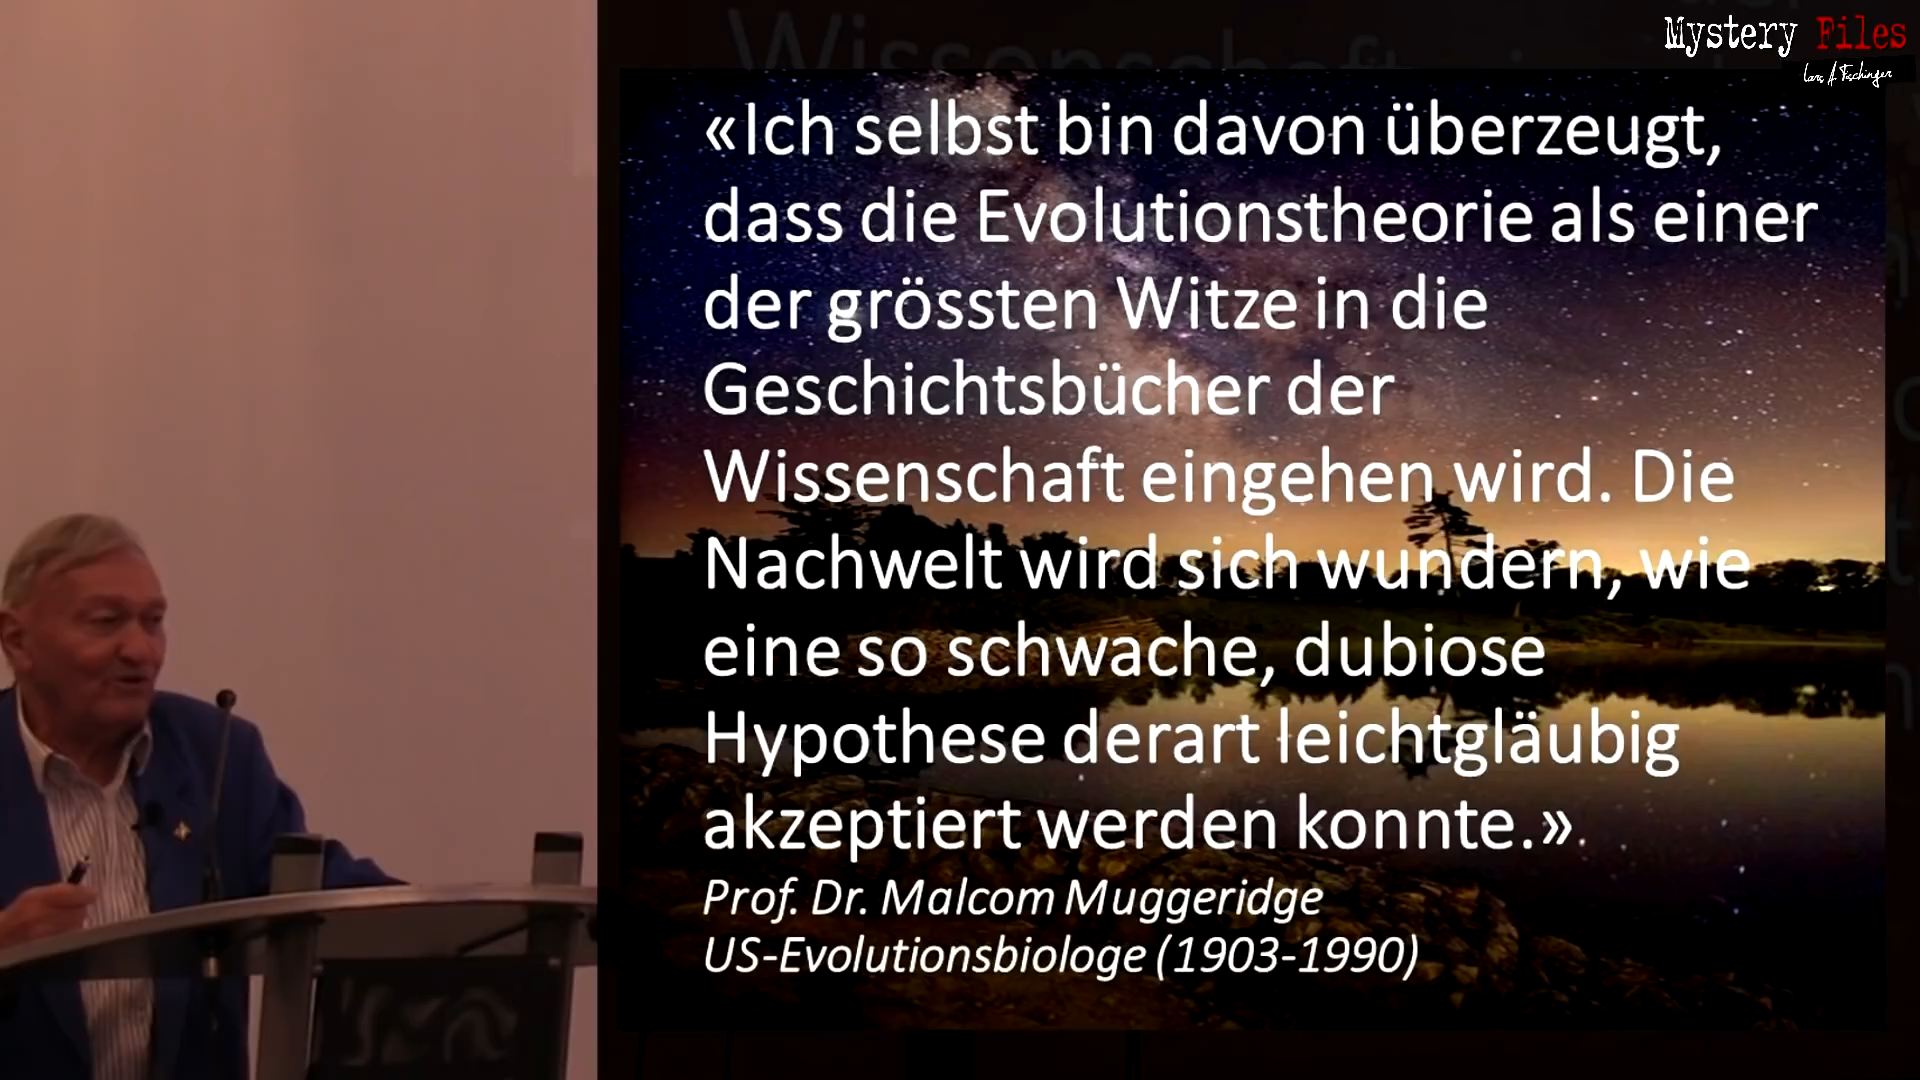 Mystery Files
Lars A. Fischinger
«Ich selbst bin davon überzeugt,
dass die Evolutionstheorie als einer
der grössten Witze in die
Geschichtsbücher der
Wissenschaft eingehen wird. Die
Nachwelt wird sich wundern, wie
eine so schwache, dubiose
Hypothese derart leichtgläubig
akzeptiert werden konnte.»
Prof. Dr. Malcom Muggeridge
US-Evolutionsbiologe (1903-1990)